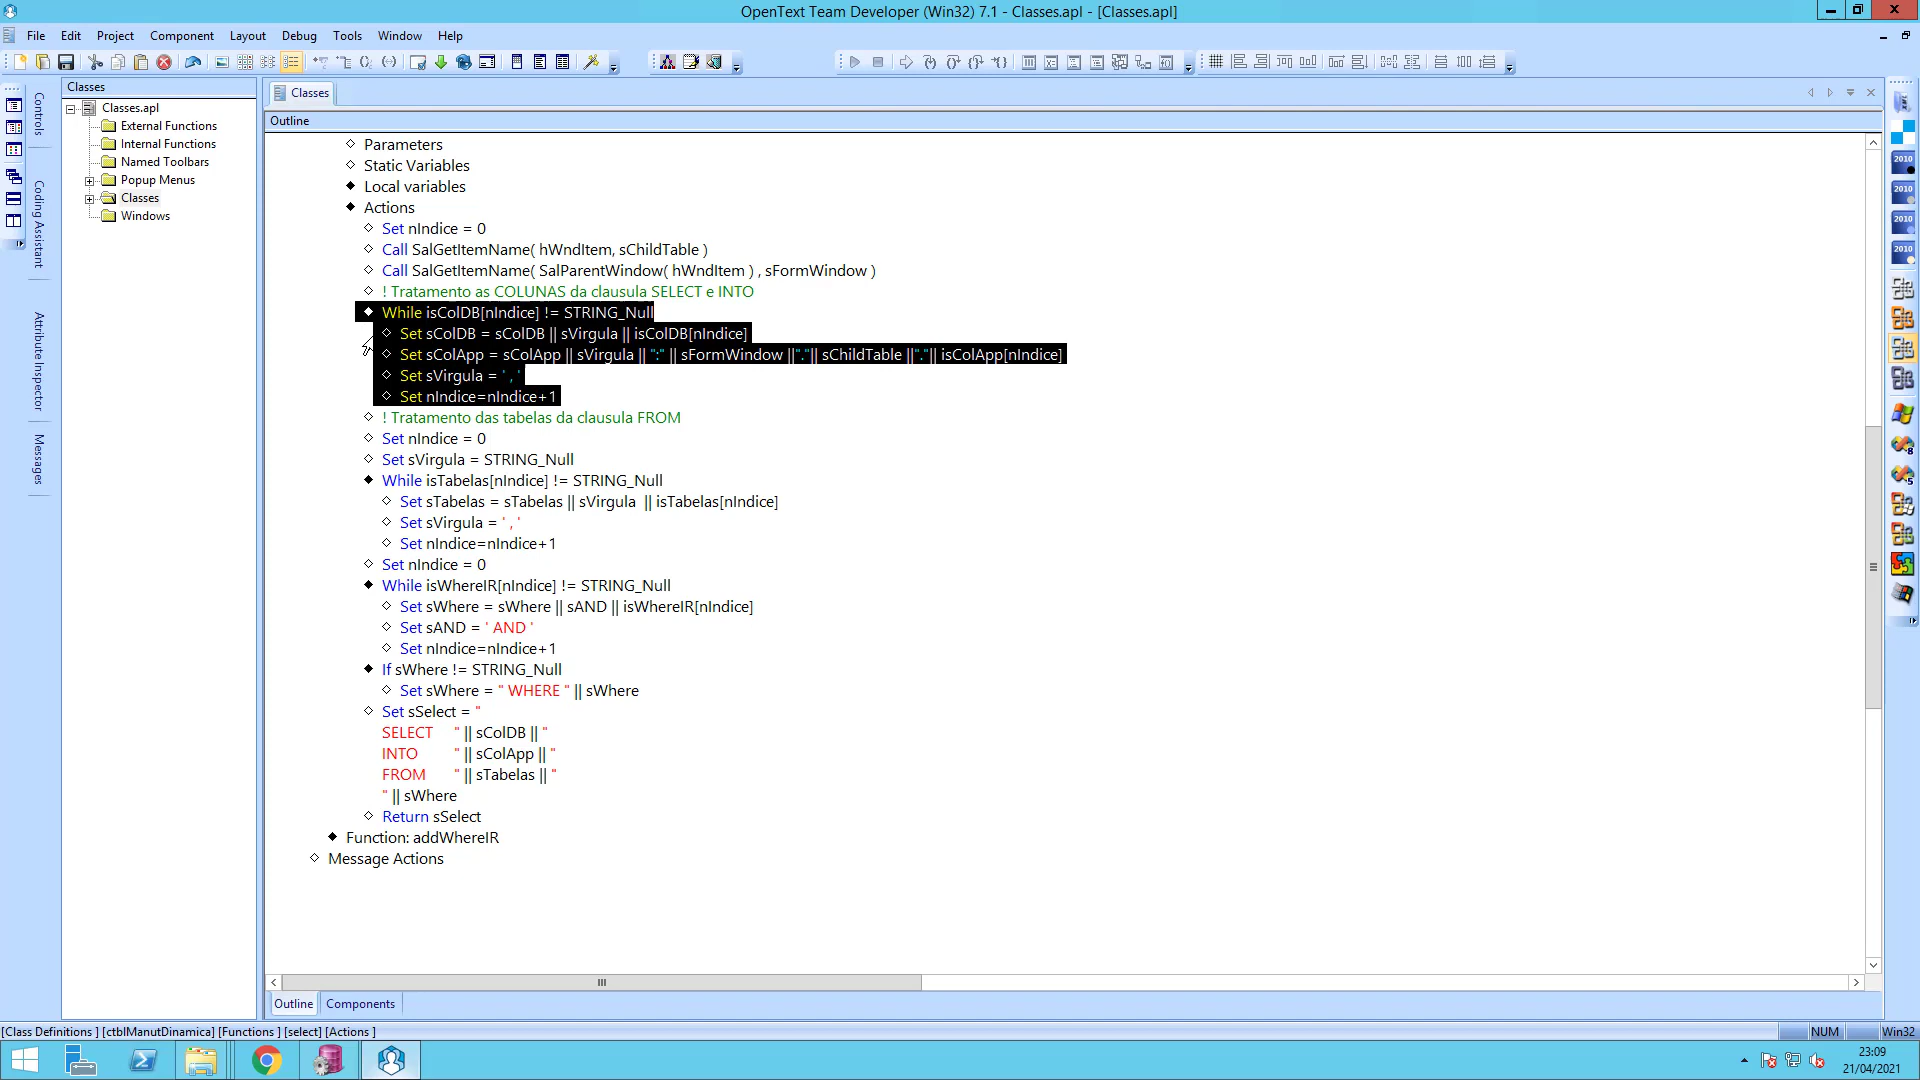 OpenText Team Developer (Win32) 7.1 - Classes.apl - [Classes.apl]
File Edit Project Component Layout Debug Tools Window Help
Classes
Classes.apl
External Functions
Internal Functions
Named Toolbars
Popup Menus
Classes
Windows
Controls
Coding Assistant
Attribute Inspector
Messages
Classes
Outline
Parameters
Static Variables
Local variables
Actions
Set nIndice = 0
Call SalGetItemName( hWndItem, sChildTable )
Call SalGetItemName( SalParentWindow( hWndItem ) , sFormWindow )
! Tratamento as COLUNAS da clausula SELECT e INTO
While isColDB[nIndice] != STRING_Null
Set sColDB = sColDB || sVirgula || isColDB[nIndice]
Set sColApp = sColApp || sVirgula || ":" || sFormWindow ||"."|| sChildTable ||"."|| isColApp[nIndice]
Set sVirgula = ' , '
Set nIndice=nIndice+1
! Tratamento das tabelas da clausula FROM
Set nIndice = 0
Set sVirgula = STRING_Null
While isTabelas[nIndice] != STRING_Null
Set sTabelas = sTabelas || sVirgula || isTabelas[nIndice]
Set sVirgula = ' , '
Set nIndice=nIndice+1
Set nIndice = 0
While isWhereIR[nIndice] != STRING_Null
Set sWhere = sWhere || sAND || isWhereIR[nIndice]
Set sAND = ' AND '
Set nIndice=nIndice+1
If sWhere != STRING_Null
Set sWhere = " WHERE " || sWhere
Set sSelect = "
SELECT " || sColDB || "
INTO " || sColApp || "
FROM " || sTabelas || "
" || sWhere
Return sSelect
Function: addWhereIR
Message Actions
2010
2010
2010
2010
Outline Components
[Class Definitions ] [ctblManutDinamica] [Functions ] [select] [Actions ]
NUM Win32
23:09
21/04/2021